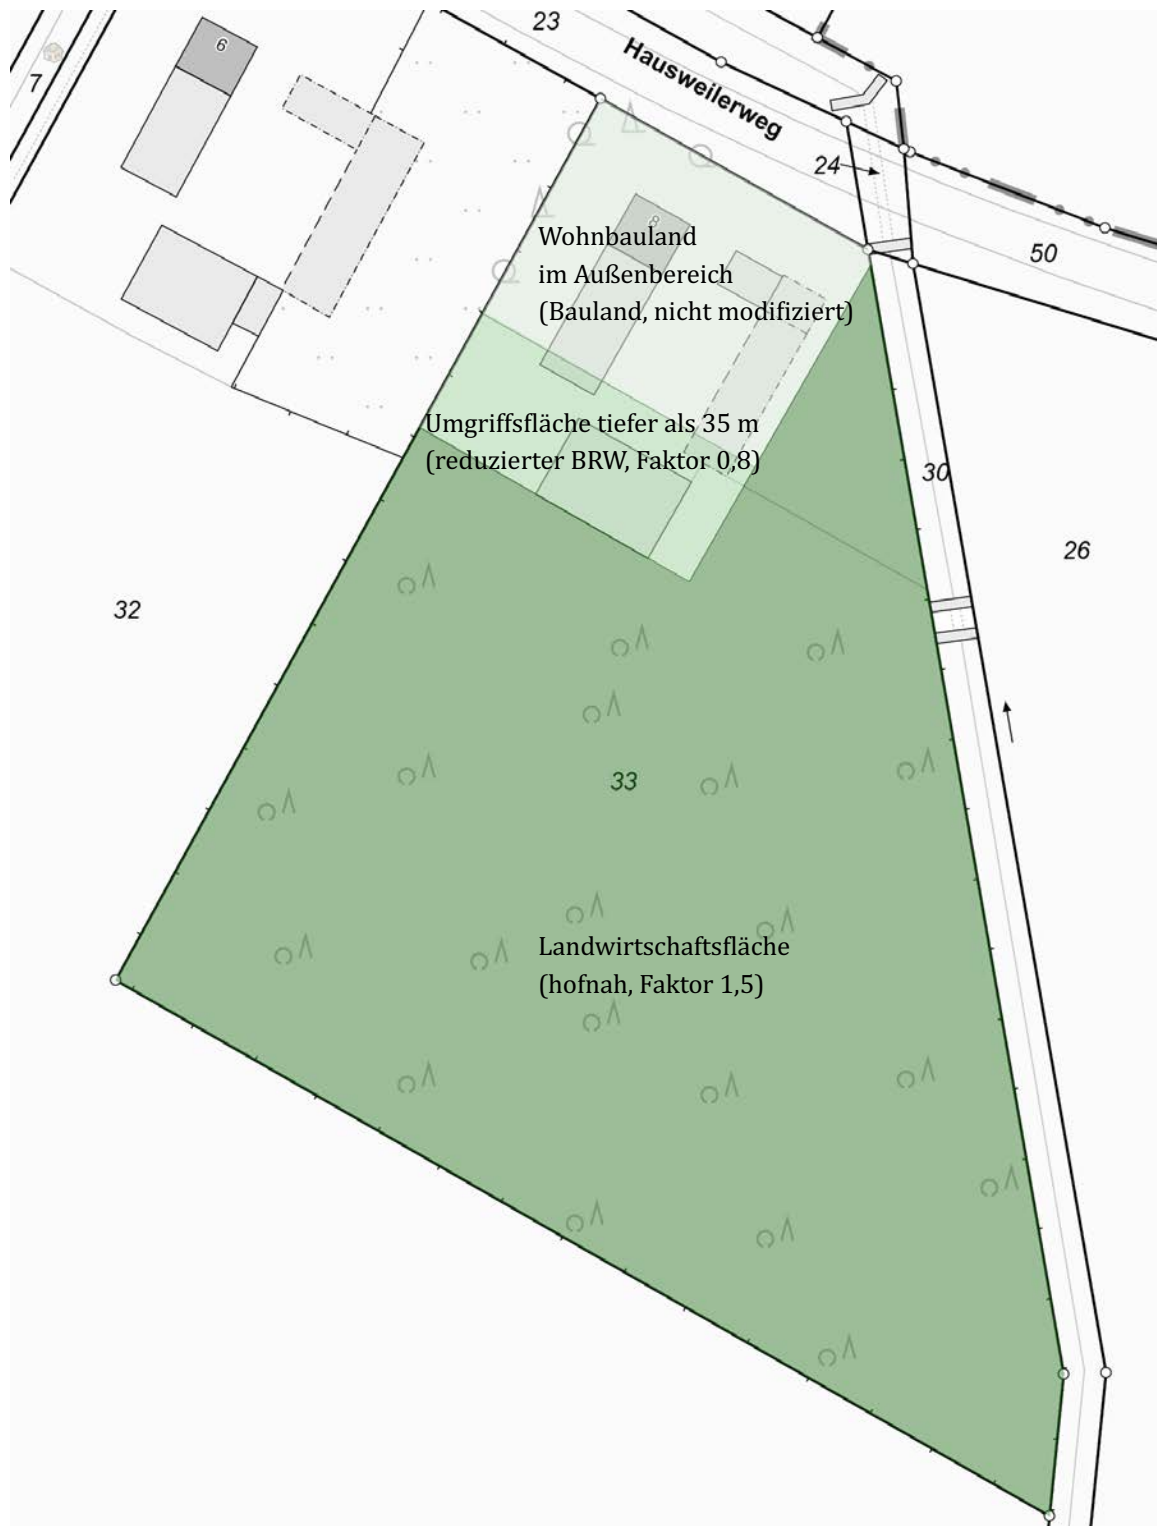 23
6
7
Hausweilerweg
24
50
8
Wohnbauland
im Außenbereich
(Bauland, nicht modifiziert)
Umgriffsfläche tiefer als 35 m
(reduzierter BRW, Faktor 0,8)
30
26
32
33
Landwirtschaftsfläche
(hofnah, Faktor 1,5)